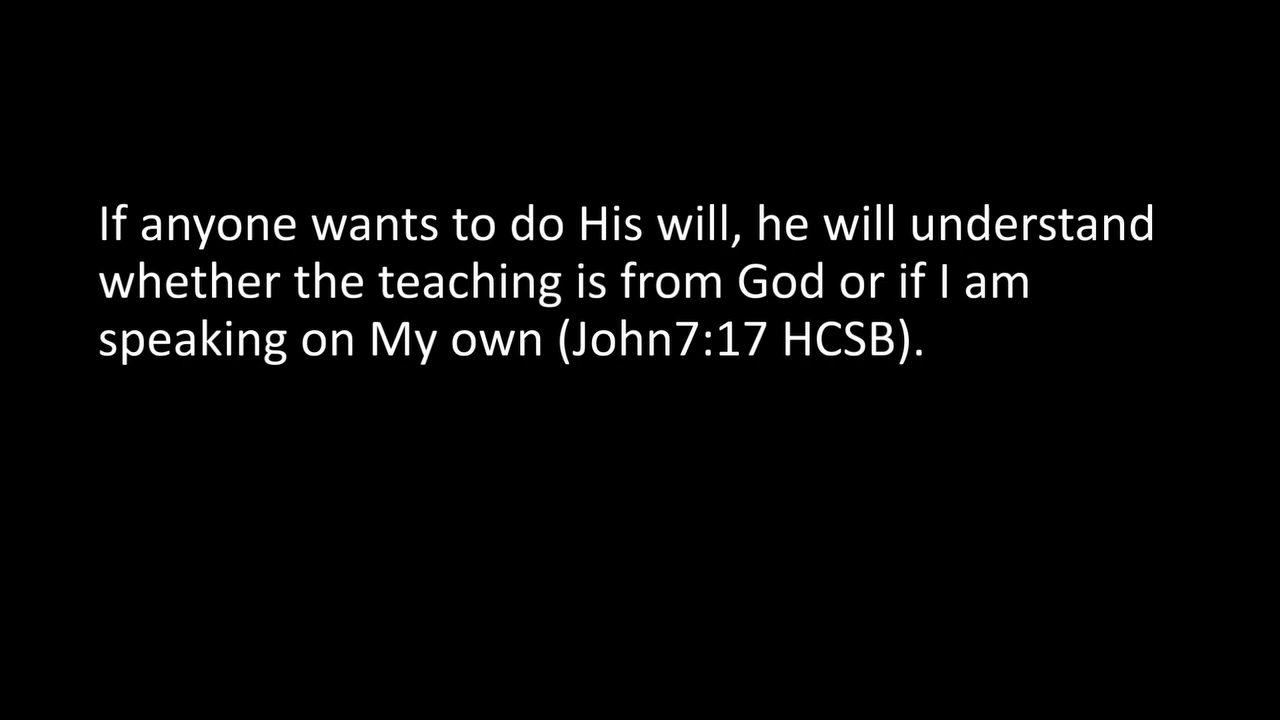 If anyone wants to do His will, he will understand
whether the teaching is from God or if I am
speaking on My own (John7:17 HCSB).